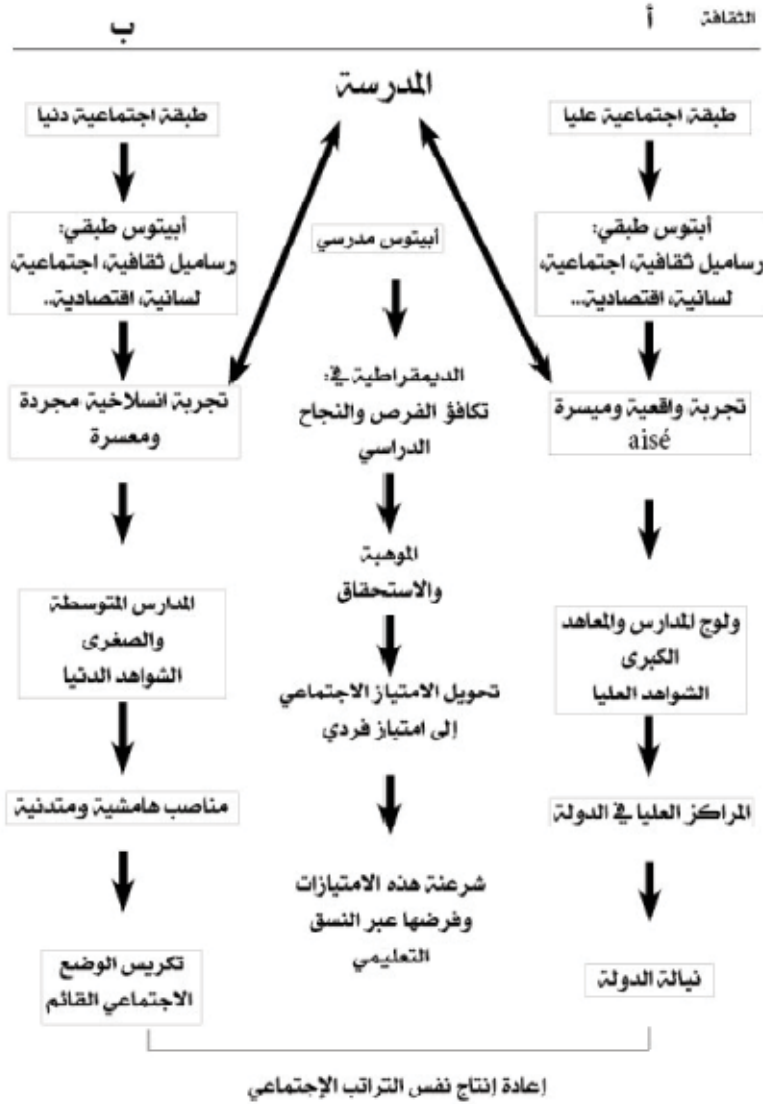 الثقافة أ ب
المدرسة
طبقة اجتماعية عليا
أبتوس طبقي:
رساميل ثقافية، اجتماعية،
لسانية، اقتصادية...
تجربة واقعية وميسرة
aisé
ولوج المدارس والمعاهد
الكبرى
الشواهد العليا
المراكز العليا في الدولة
نبالة الدولة
أبيتوس مدرسي
الديمقراطية في:
تكافؤ الفرص والنجاح
الدراسي
الموهبة
والاستحقاق
تحويل الامتياز الاجتماعي
إلى امتياز فردي
شرعنة هذه الامتيازات
وفرضها عبر النسق
التعليمي
طبقة اجتماعية دنيا
أبيتوس طبقي:
رساميل ثقافية، اجتماعية،
لسانية، اقتصادية..
تجربة انسلاخية مجردة
ومعسرة
المدارس المتوسطة
والصغرى
الشواهد الدنيا
مناصب هامشية ومتدنية
تكريس الوضع
الاجتماعي القائم
إعادة إنتاج نفس التراتب الإجتماعي